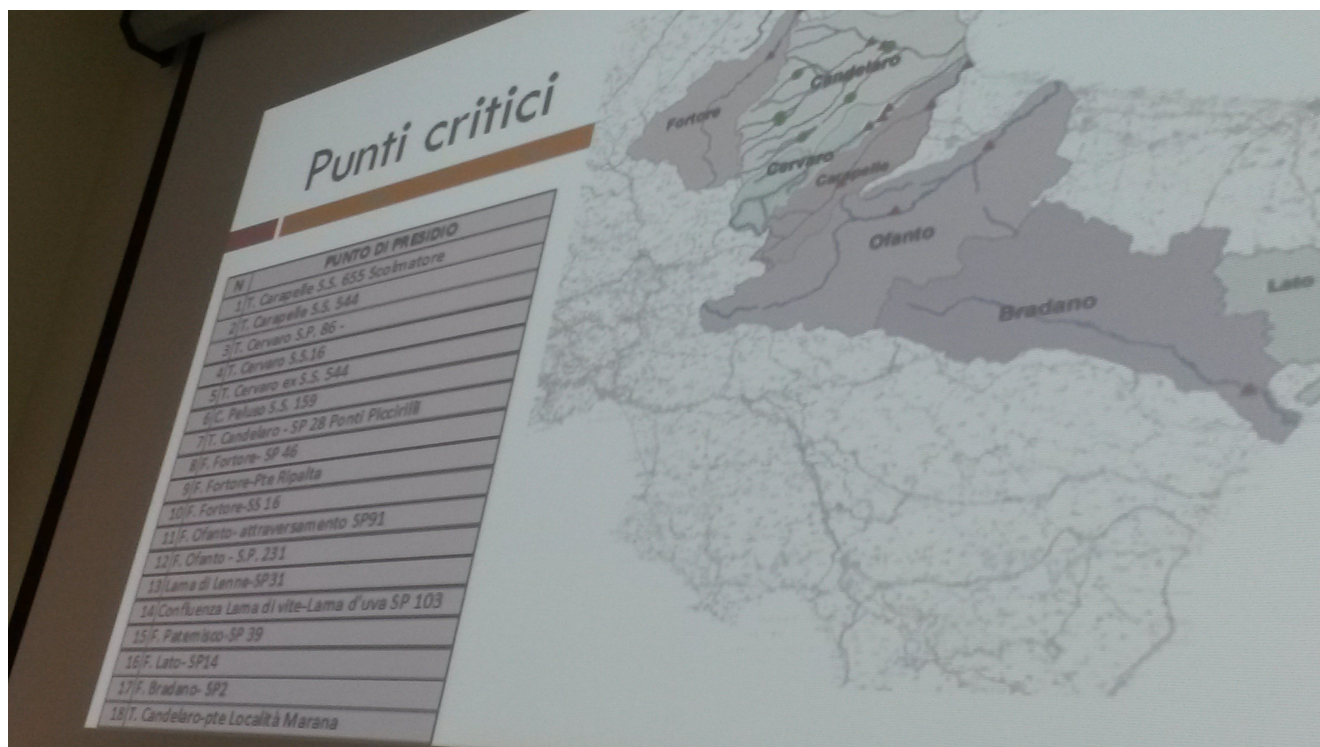 Punti critici
N PUNTO DI PRESIDIO
1 T. Carapelle S.S. 655 Scolmatore
2 T. Carapelle S.S. 544
3 T. Cervaro S.P. 86 -
4 T. Cervaro S.S.16
5 T. Cervaro ex S.S. 544
6 C. Peluso S.S. 159
7 T. Candelaro - SP 28 Ponti Piccirilli
8 F. Fortore- SP 46
9 F. Fortore-Pte Ripalta
10 F. Fortore-SS 16
11 F. Ofanto- attraversamento SP91
12 F. Ofanto - S.P. 231
13 Lama di Lenne-SP31
14 Confluenza Lama di vite-Lama d'uva SP 103
15 F. Patemisco-SP 39
16 F. Lato-SP14
17 F. Bradano- SP2
18 T. Candelaro-pte Località Marana
Candelaro
Fortore
Cervaro
Carapelle
Ofanto
Bradano
Lato